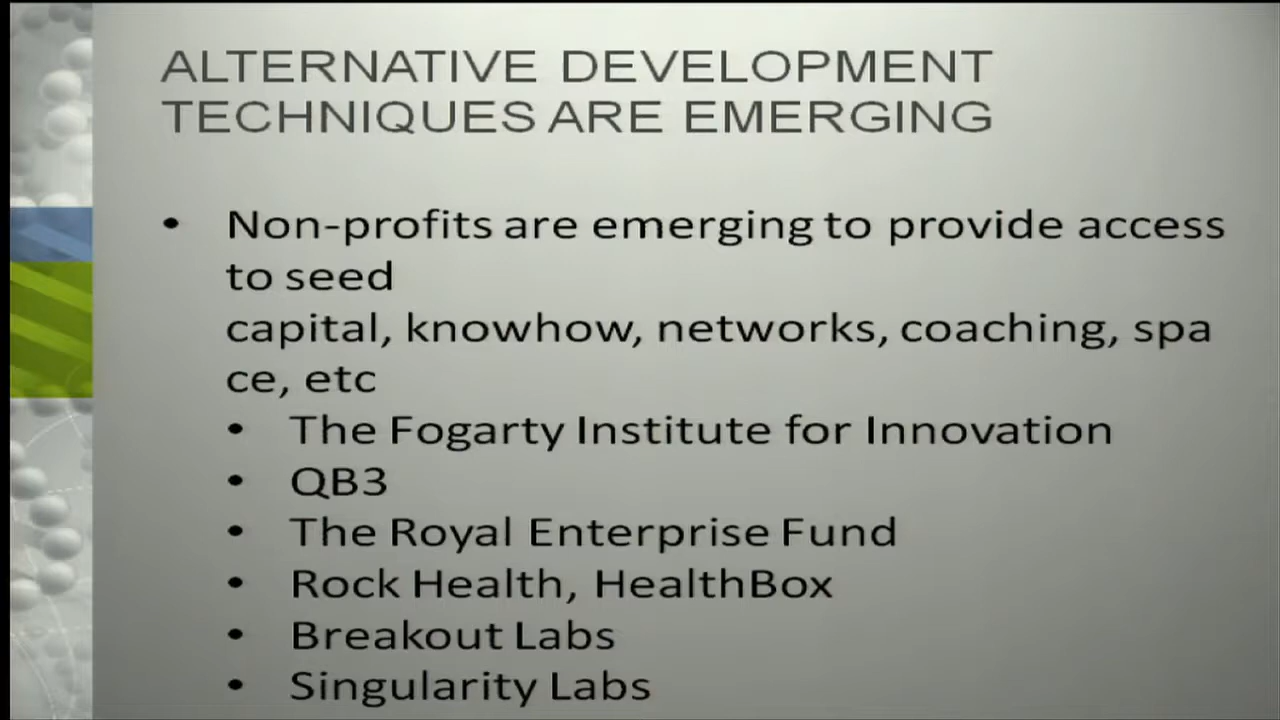 ALTERNATIVE DEVELOPMENT
TECHNIQUES ARE EMERGING
• Non-profits are emerging to provide access
to seed
capital, knowhow, networks, coaching, spa
ce, etc
• The Fogarty Institute for Innovation
• QB3
• The Royal Enterprise Fund
• Rock Health, HealthBox
• Breakout Labs
• Singularity Labs